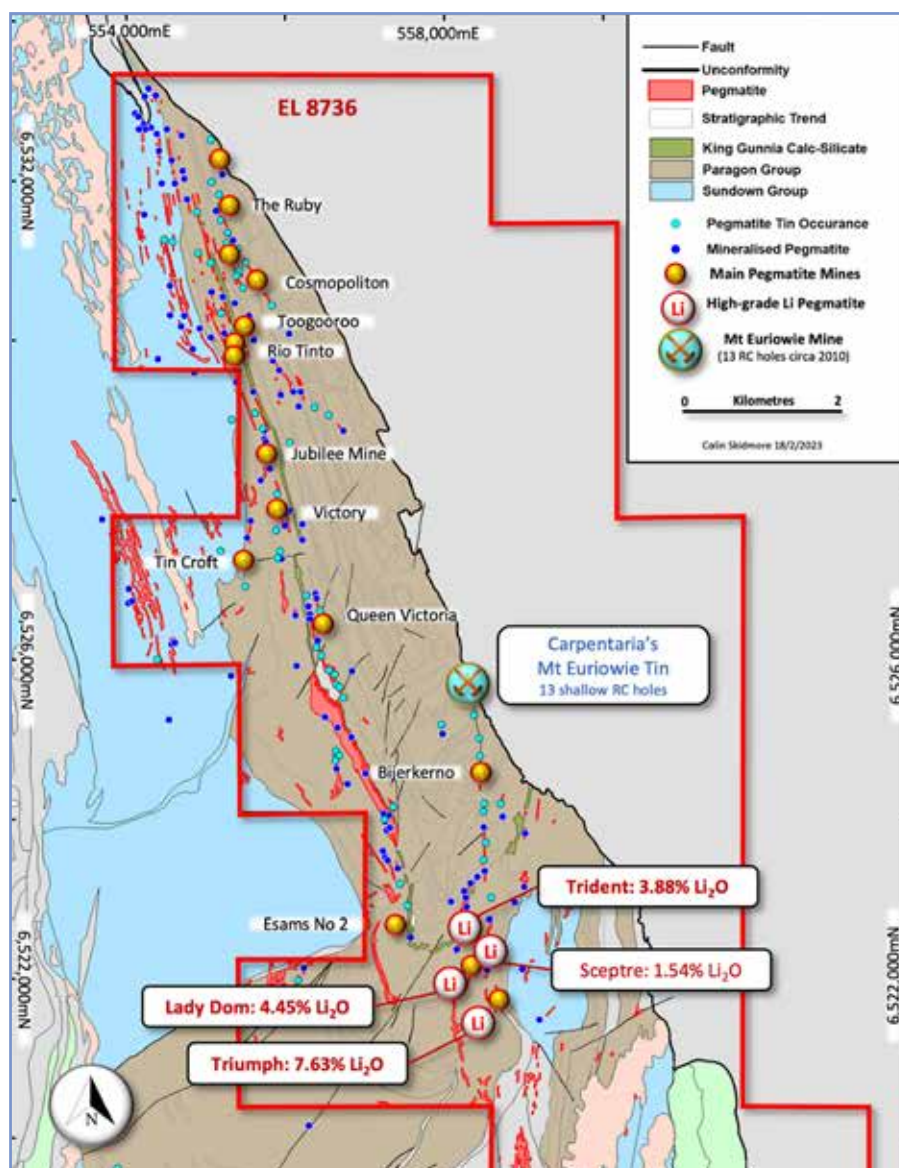 554,000mE
558,000mE
Fault
Unconformity
Pegmatite
Stratigraphic Trend
King Gunnia Calc-Silicate
Paragon Group
Sundown Group
Pegmatite Tin Occurance
Mineralised Pegmatite
Main Pegmatite Mines
Li
High-grade Li Pegmatite
Mt Euriowie Mine
(13 RC holes circa 2010)
0 Kilometres 2
Colin Skidmore 18/2/2023
EL 8736
6,532,000mN
The Ruby
Cosmopoliton
Toogooroo
Rio Tinto
Jubilee Mine
Victory
Tin Croft
Queen Victoria
6,526,000mN
6,526,000mN
Carpentaria's
Mt Euriowie Tin
13 shallow RC holes
Bijerkerno
Trident: 3.88% Li₂O
Esams No 2
Li
Li
Sceptre: 1.54% Li₂O
6,522,000mN
6,522,000mN
Li
Lady Dom: 4.45% Li₂O
Li
Triumph: 7.63% Li₂O
N